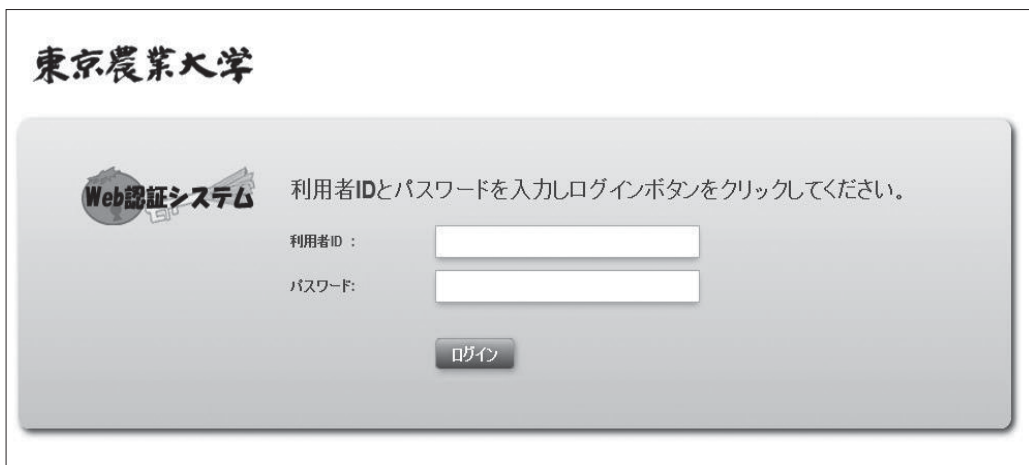 東京農業大学
Web認証システム
利用者IDとパスワードを入力しログインボタンをクリックしてください。
利用者ID :
パスワード:
ログイン